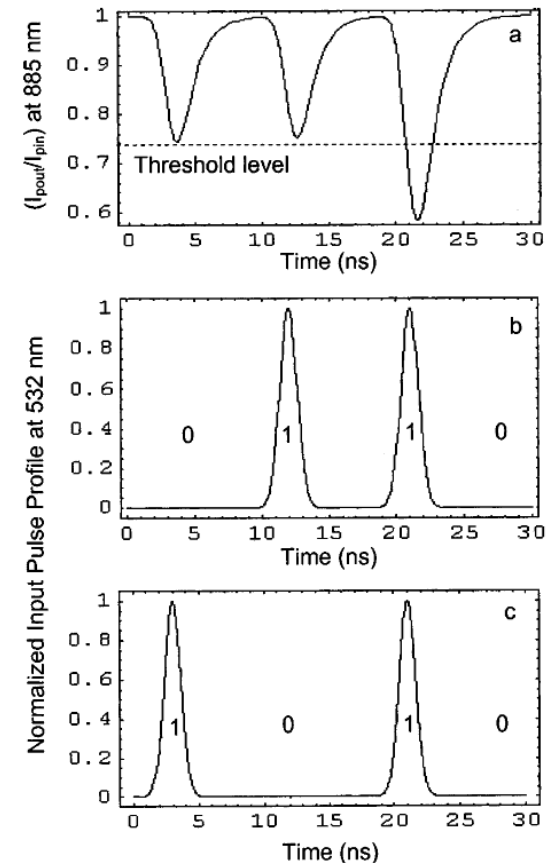 (Ipout/Ipin) at 885 nm
1
0.9
0.8
0.7
0.6
a
Threshold level
0 5 10 15 20 25 30
Time (ns)
Normalized Input Pulse Profile at 532 nm
1
0.8
0.6
0.4
0.2
0
b
0 1 1 0
0 5 10 15 20 25 30
Time (ns)
1
0.8
0.6
0.4
0.2
0
c
1 0 1 0
0 5 10 15 20 25 30
Time (ns)